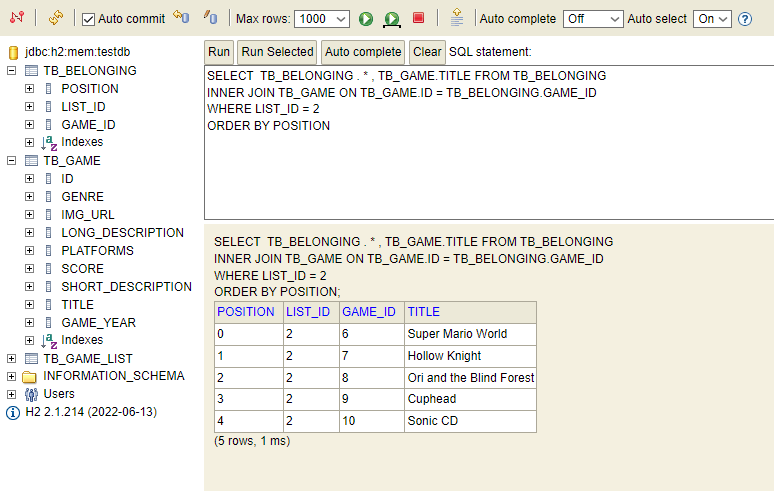 Auto commit Max rows: 1000 Auto complete Off Auto select On ?
jdbc:h2:mem:testdb
TB_BELONGING
POSITION
LIST_ID
GAME_ID
Indexes
TB_GAME
ID
GENRE
IMG_URL
LONG_DESCRIPTION
PLATFORMS
SCORE
SHORT_DESCRIPTION
TITLE
GAME_YEAR
Indexes
TB_GAME_LIST
INFORMATION_SCHEMA
Users
H2 2.1.214 (2022-06-13)
Run Run Selected Auto complete Clear SQL statement:
SELECT  TB_BELONGING . * , TB_GAME.TITLE FROM TB_BELONGING
INNER JOIN TB_GAME ON TB_GAME.ID = TB_BELONGING.GAME_ID
WHERE LIST_ID = 2
ORDER BY POSITION
SELECT  TB_BELONGING . * , TB_GAME.TITLE FROM TB_BELONGING
INNER JOIN TB_GAME ON TB_GAME.ID = TB_BELONGING.GAME_ID
WHERE LIST_ID = 2
ORDER BY POSITION;
POSITION LIST_ID GAME_ID TITLE
0 2 6 Super Mario World
1 2 7 Hollow Knight
2 2 8 Ori and the Blind Forest
3 2 9 Cuphead
4 2 10 Sonic CD
(5 rows, 1 ms)